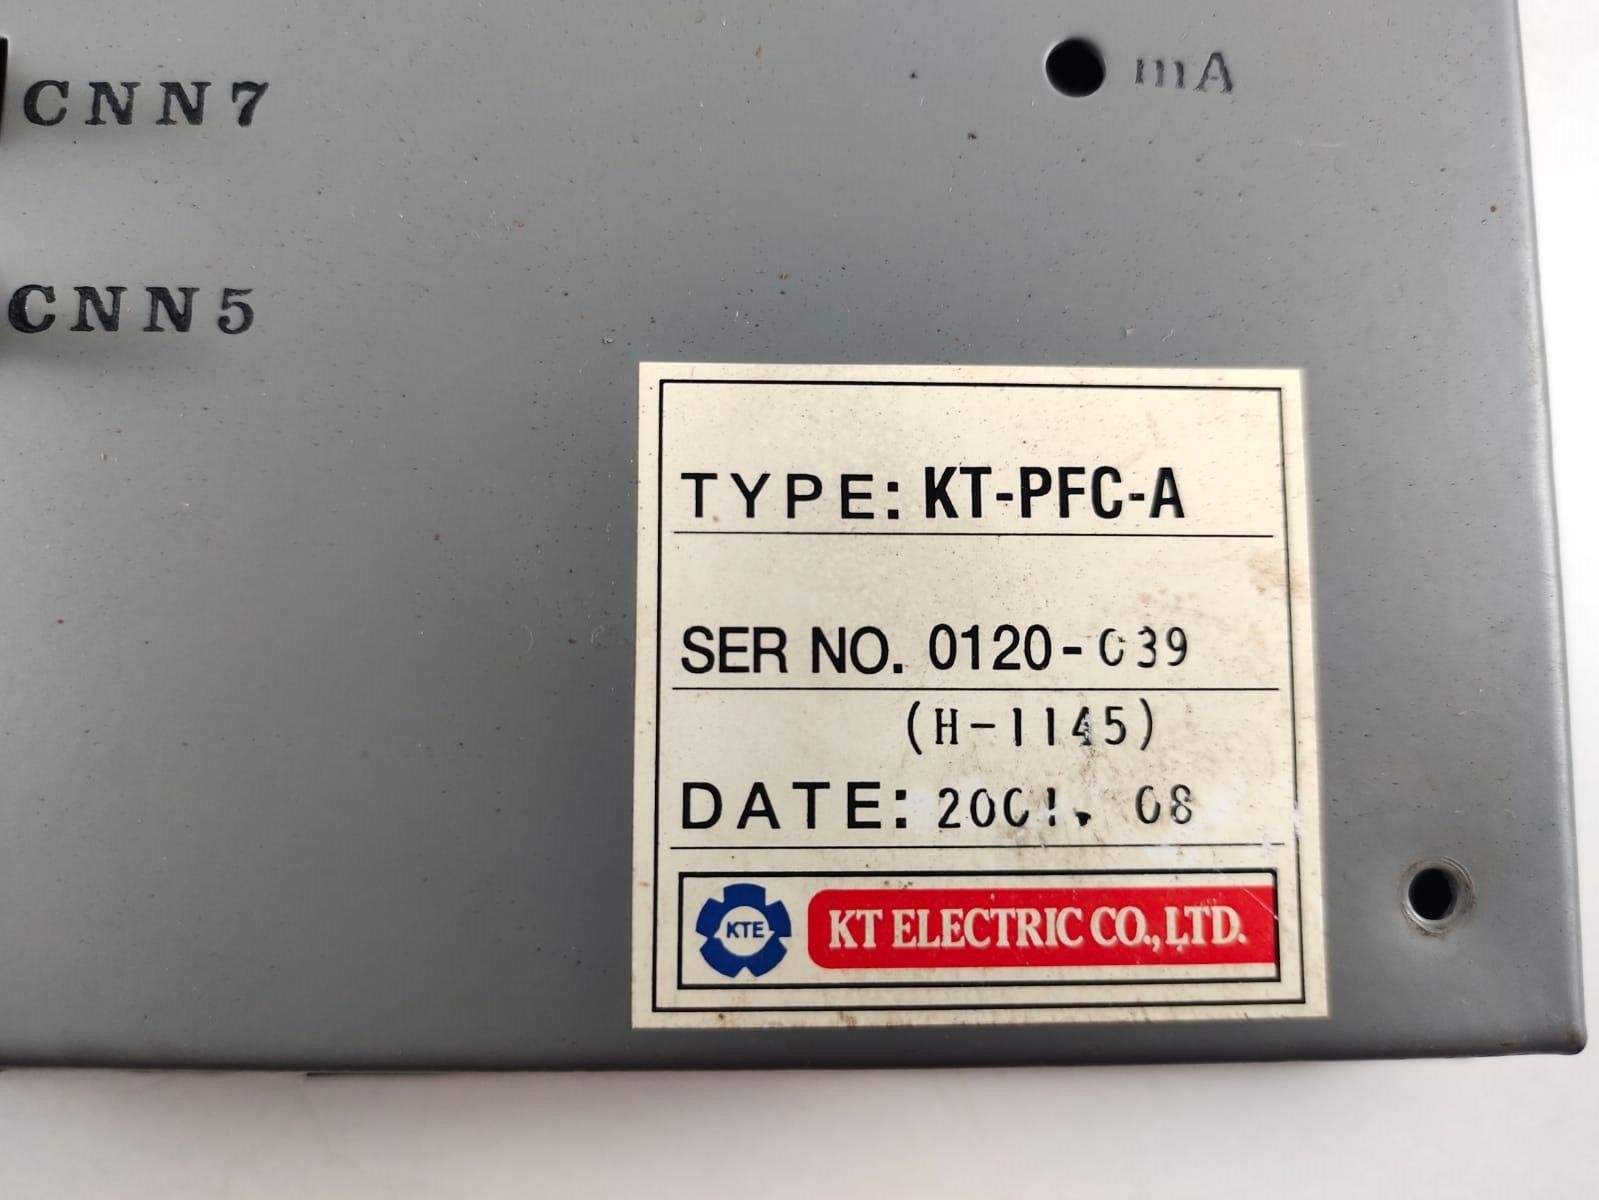 CNN7
mA
CNN5
TYPE: KT-PFC-A
SER NO. 0120-039
(H-1145)
DATE: 2001. 08
KTE
KT ELECTRIC CO., LTD.